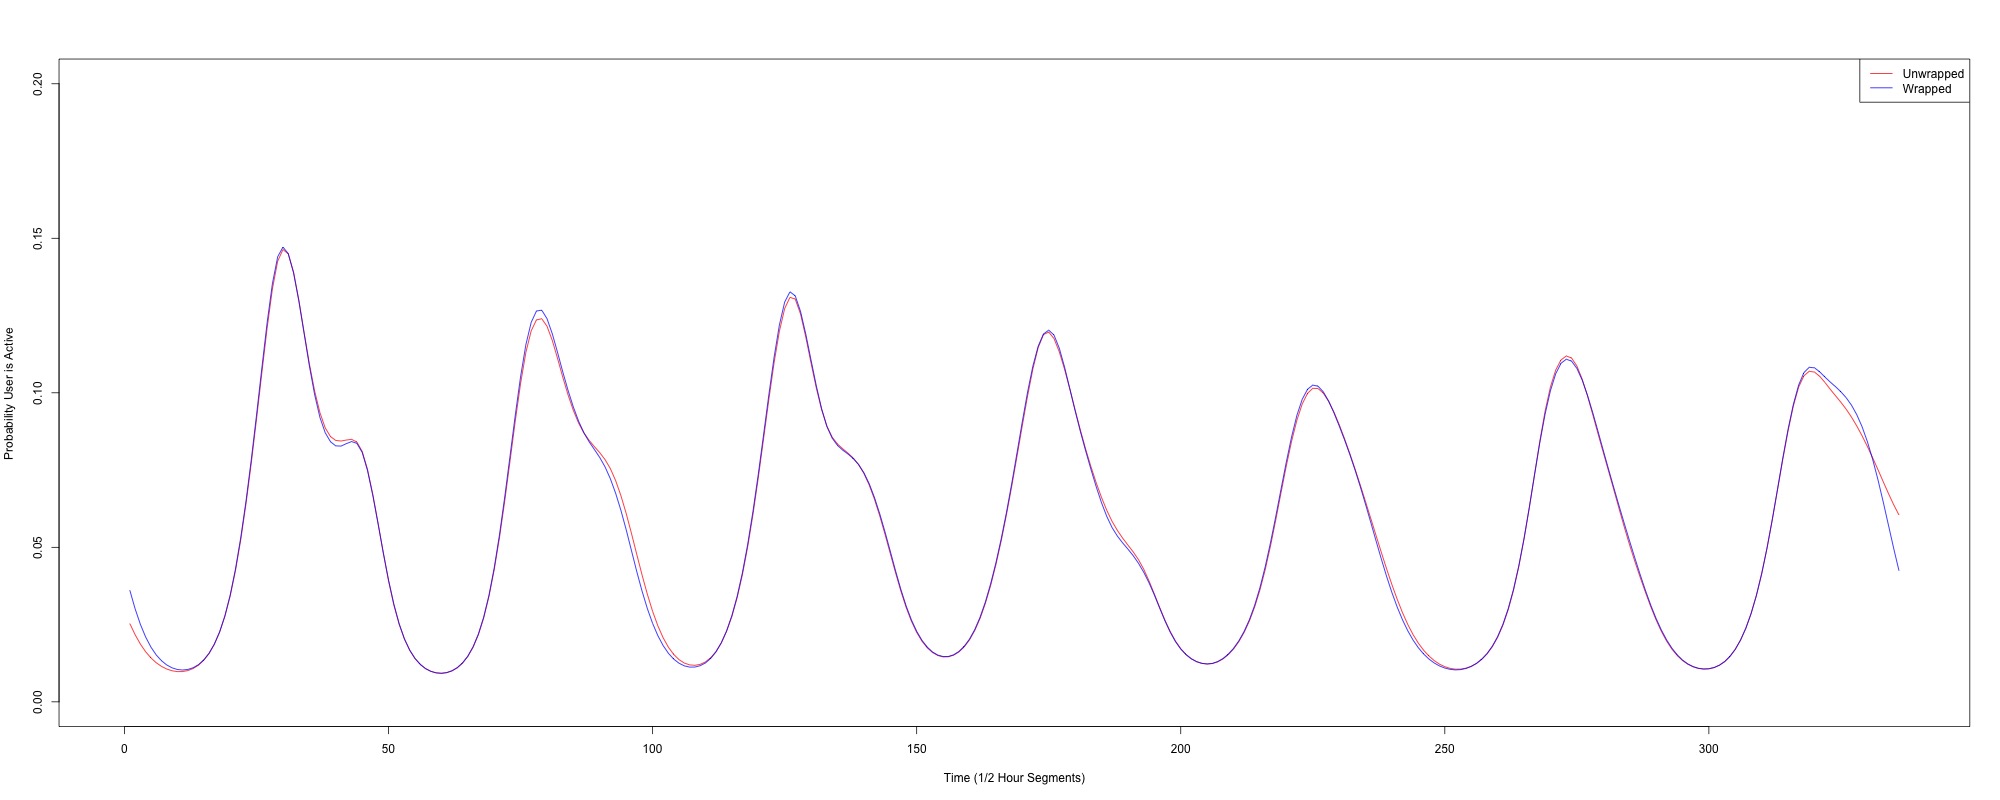 Unwrapped
Wrapped
Probability User is Active
0.20
0.15
0.10
0.05
0.00
0 50 100 150 200 250 300
Time (1/2 Hour Segments)